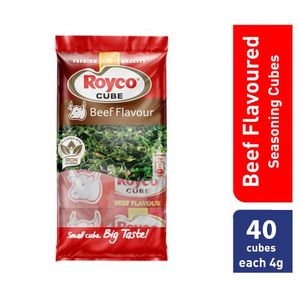 PREMIUM QUALITY
Royco
CUBE
Beef Flavour
IRON
Royco
CUBE
BEEF FLAVOUR
Small cube. Big Taste!
Beef Flavoured
Seasoning Cubes
40
cubes
each 4g